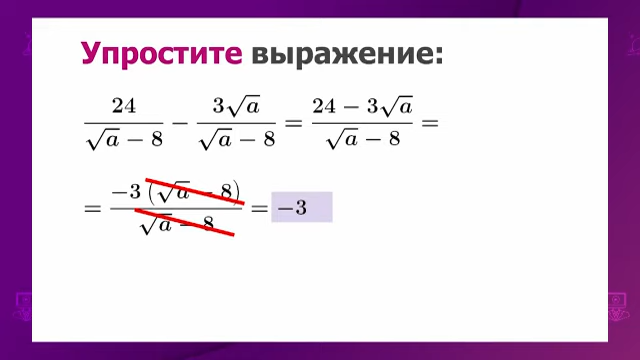 Упростите выражение:
24/(√a − 8) − 3√a/(√a − 8) = (24 − 3√a)/(√a − 8) =
= −3(√a − 8)/(√a − 8) = −3